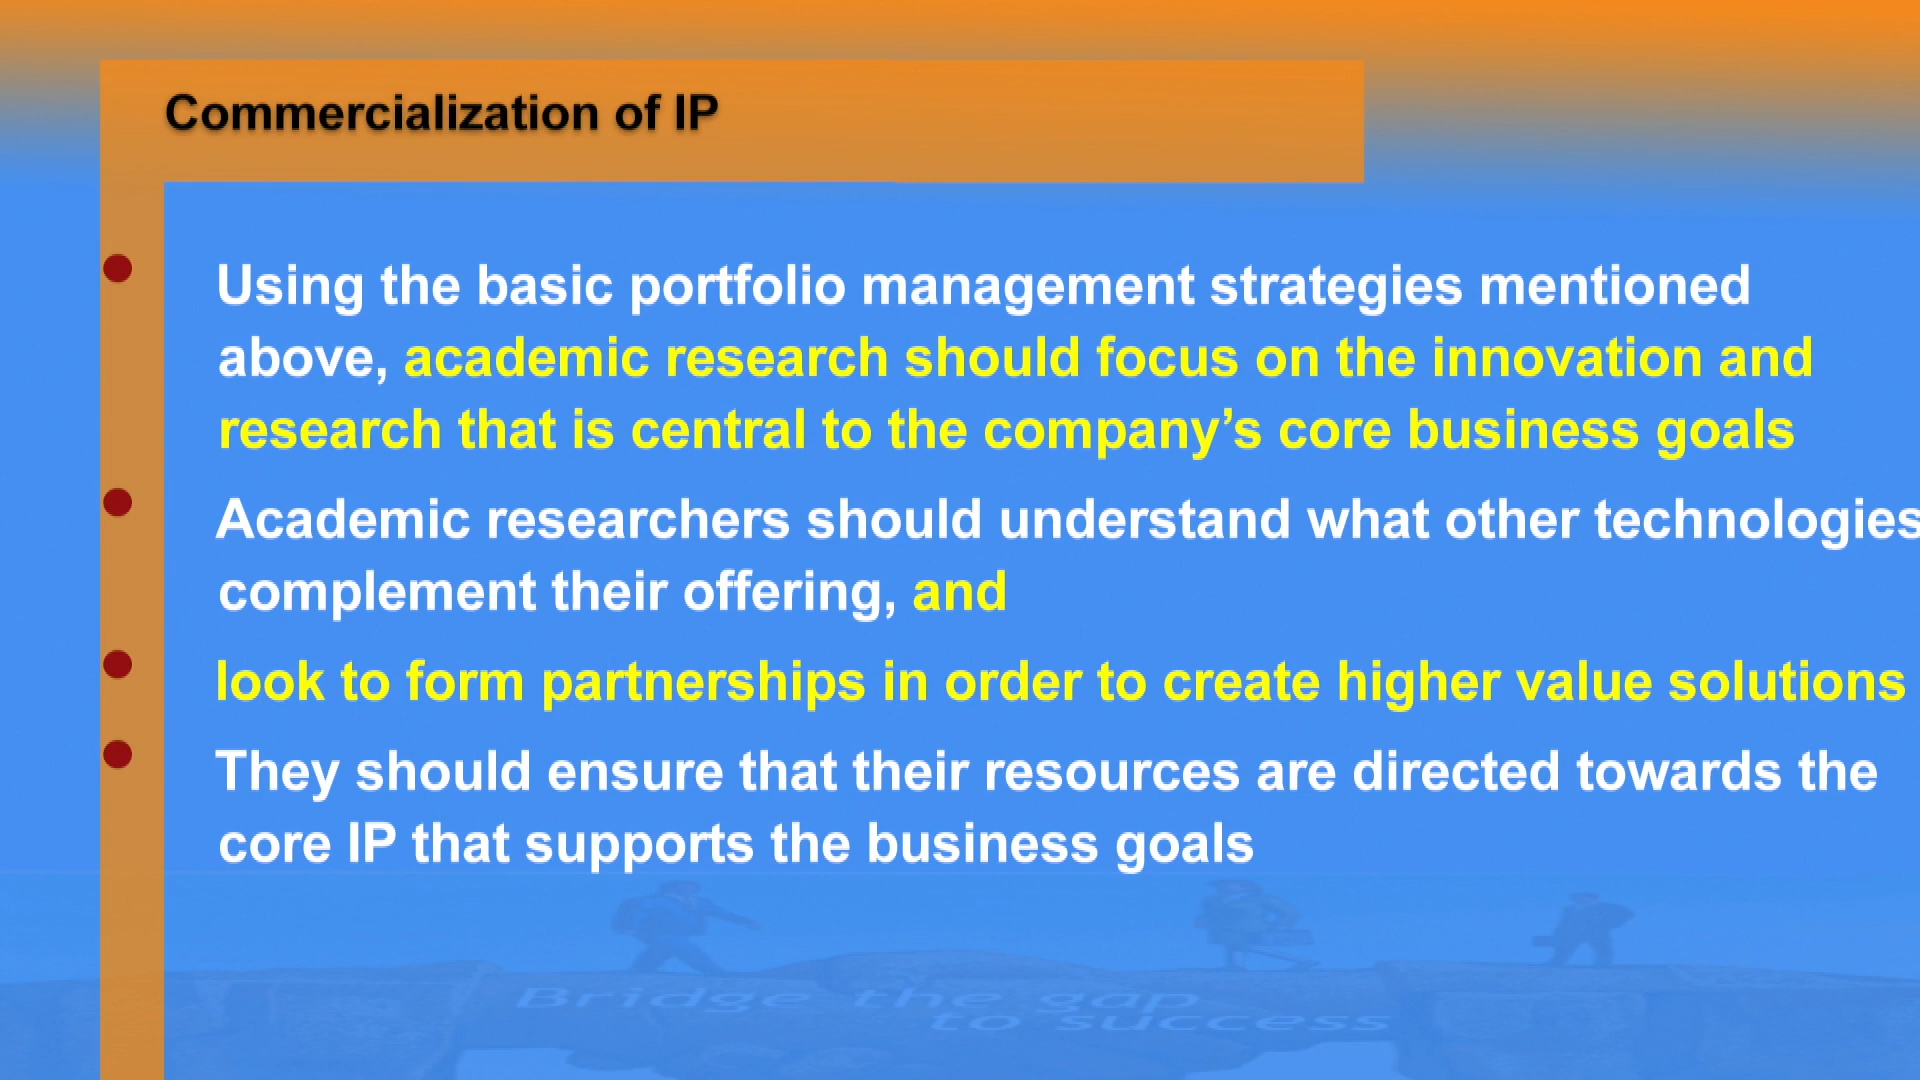 Commercialization of IP
Using the basic portfolio management strategies mentioned
above, academic research should focus on the innovation and
research that is central to the company’s core business goals
Academic researchers should understand what other technologies
complement their offering, and
look to form partnerships in order to create higher value solutions
They should ensure that their resources are directed towards the
core IP that supports the business goals
Bridge the gap
to success